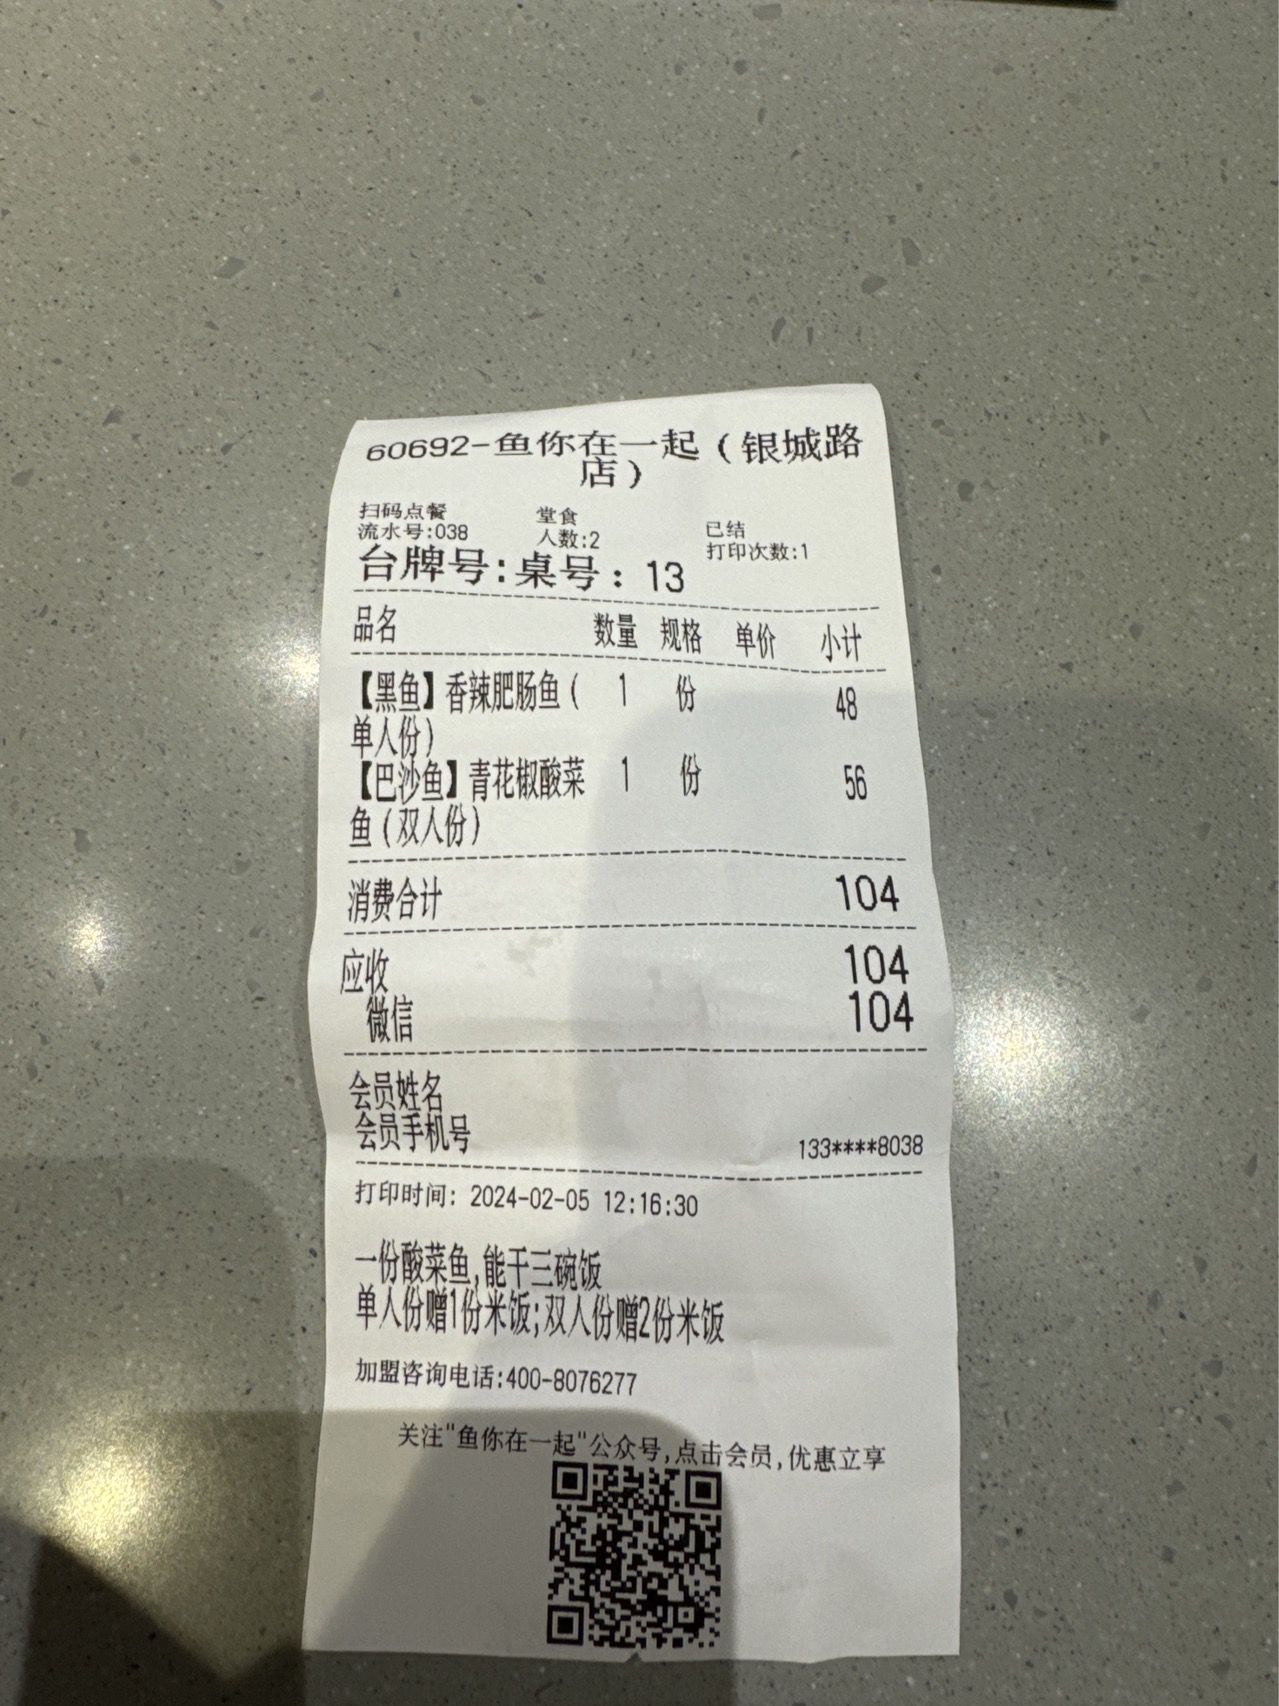 60692-鱼你在一起（银城路
店）
扫码点餐 堂食 已结
流水号:038 人数:2 打印次数:1
台牌号:桌号：13
品名 数量 规格 单价 小计
【黑鱼】香辣肥肠鱼（ 1 份 48
单人份）
【巴沙鱼】青花椒酸菜 1 份 56
鱼（双人份）
消费合计 104
应收 104
微信 104
会员姓名
会员手机号 133****8038
打印时间: 2024-02-05 12:16:30
一份酸菜鱼,能干三碗饭
单人份赠1份米饭;双人份赠2份米饭
加盟咨询电话:400-8076277
关注"鱼你在一起"公众号,点击会员,优惠立享